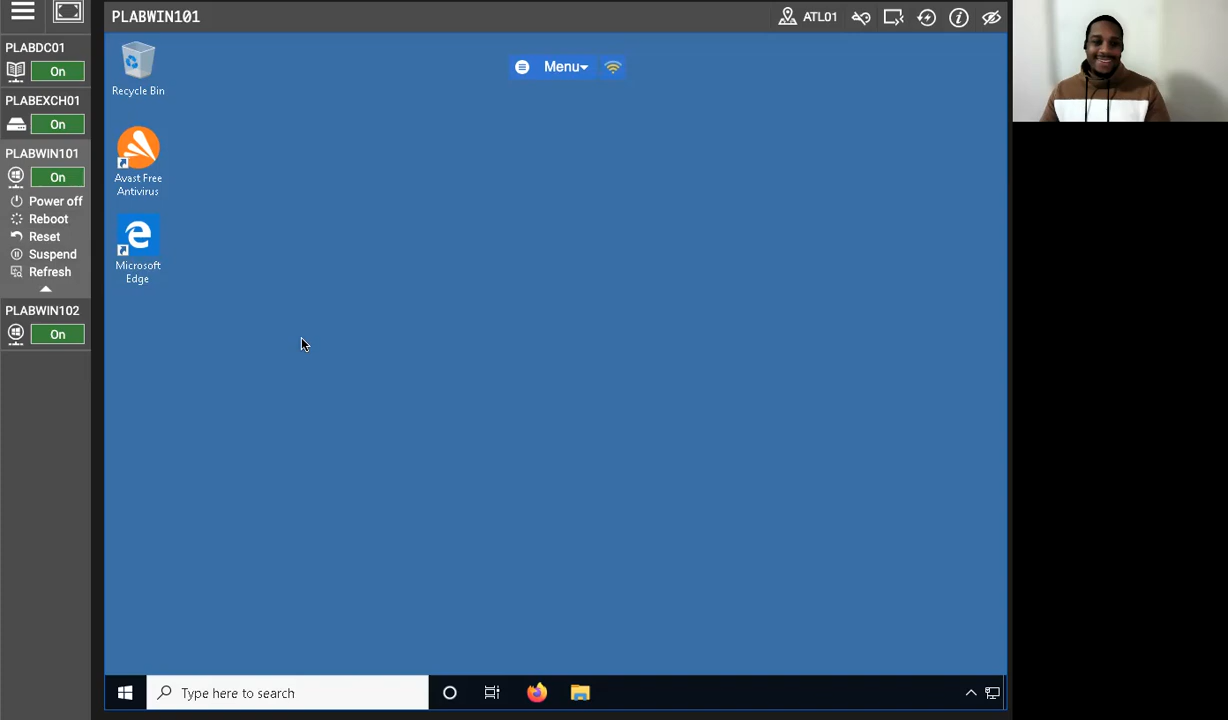 PLABWIN101
ATL01
PLABDC01
On
PLABEXCH01
On
PLABWIN101
On
Power off
Reboot
Reset
Suspend
Refresh
PLABWIN102
On
Menu
Recycle Bin
Avast Free
Antivirus
Microsoft
Edge
Type here to search